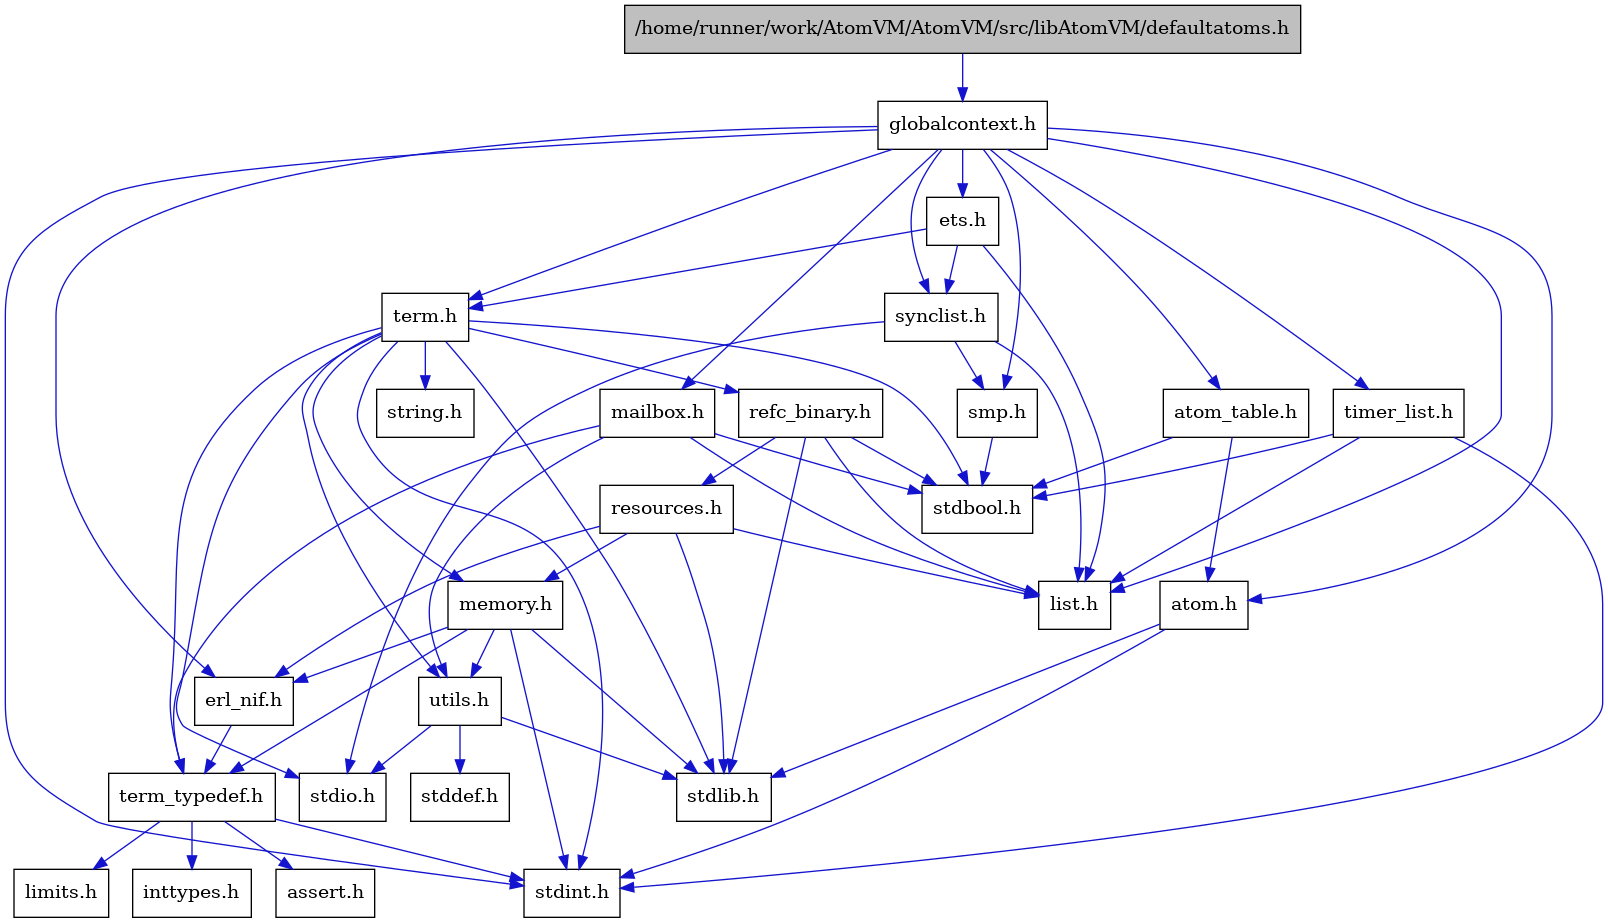 /home/runner/work/AtomVM/AtomVM/src/libAtomVM/defaultatoms.h
globalcontext.h
ets.h
term.h
synclist.h
string.h
mailbox.h
refc_binary.h
smp.h
atom_table.h
timer_list.h
resources.h
stdbool.h
memory.h
list.h
atom.h
erl_nif.h
utils.h
term_typedef.h
stdio.h
stddef.h
stdlib.h
limits.h
inttypes.h
assert.h
stdint.h